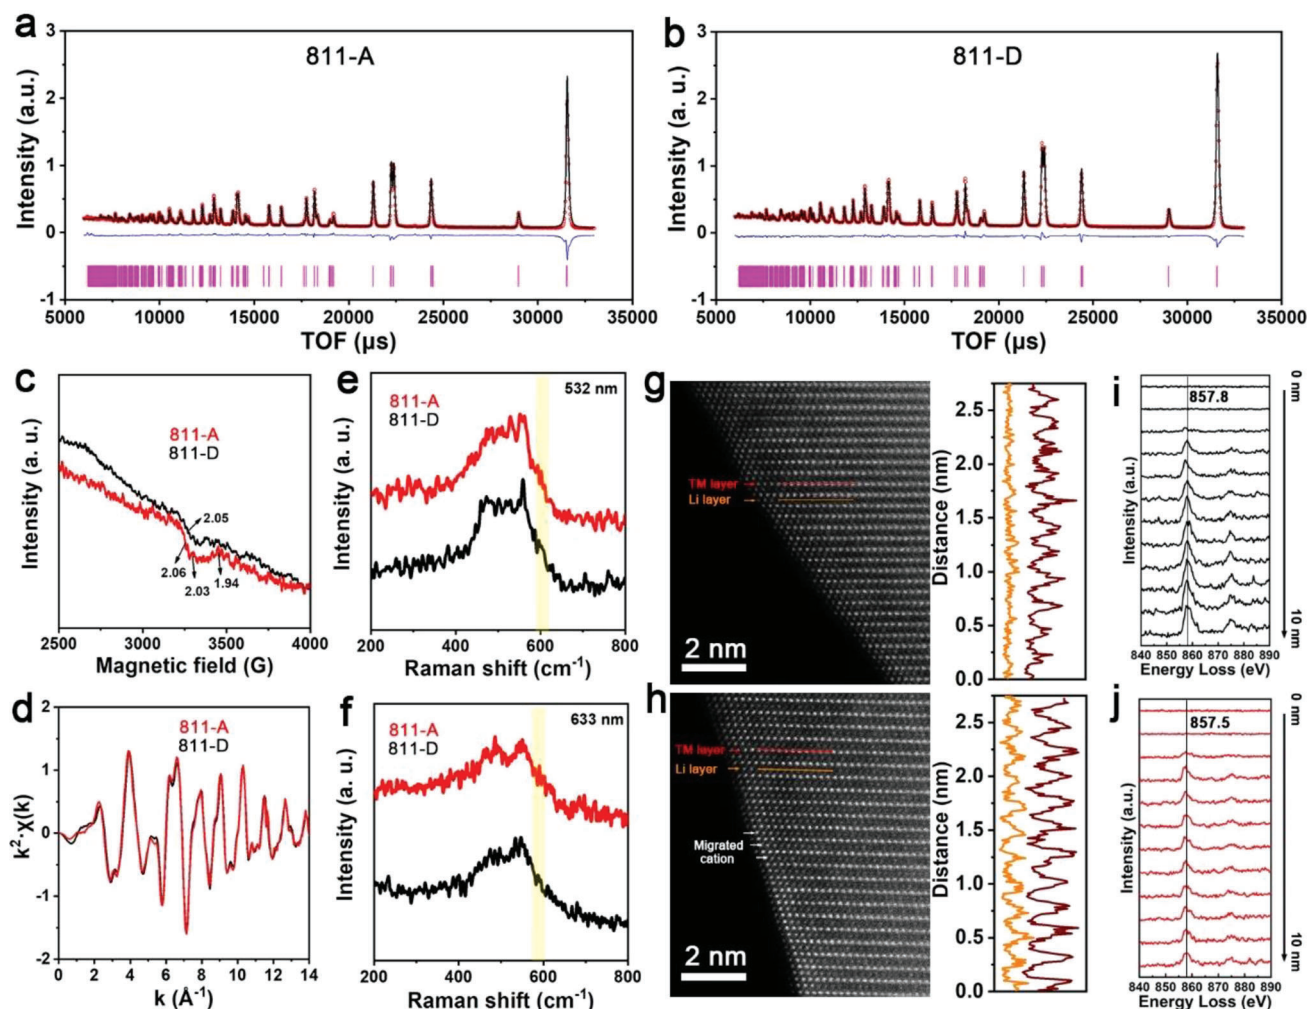 a
811-A
Intensity (a.u.)
3
2
1
0
-1
5000 10000 15000 20000 25000 30000 35000
TOF (µs)
b
811-D
Intensity (a. u.)
3
2
1
0
-1
5000 10000 15000 20000 25000 30000 35000
TOF (µs)
c
811-A
811-D
Intensity (a. u.)
2.05
2.06
2.03
1.94
2500 3000 3500 4000
Magnetic field (G)
d
811-A
811-D
k²·χ(k)
2
1
0
-1
-2
0 2 4 6 8 10 12 14
k (Å⁻¹)
e
532 nm
811-A
811-D
Intensity (a. u.)
200 400 600 800
Raman shift (cm⁻¹)
f
633 nm
811-A
811-D
Intensity (a. u.)
200 400 600 800
Raman shift (cm⁻¹)
g
TM layer
Li layer
2 nm
Distance (nm)
2.5
2.0
1.5
1.0
0.5
0.0
h
TM layer
Li layer
Migrated
cation
2 nm
Distance (nm)
2.5
2.0
1.5
1.0
0.5
0.0
i
857.8
0 nm
10 nm
Intensity (a.u.)
840 850 860 870 880 890
Energy Loss (eV)
j
857.5
0 nm
10 nm
Intensity (a.u.)
840 850 860 870 880 890
Energy Loss (eV)